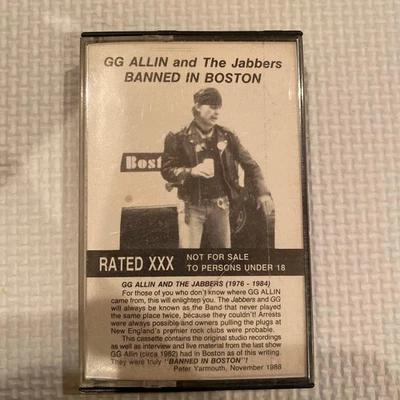 GG ALLIN and The Jabbers
BANNED IN BOSTON
Bost
RATED XXX
NOT FOR SALE
TO PERSONS UNDER 18
GG ALLIN AND THE JABBERS (1976 - 1984)
For those of you who don't know where GG ALLIN
came from, this will enlighten you. The Jabbers and GG
will always be known as the Band that never played
the same place twice, because they couldn't! Arrests
were always possible and owners pulling the plugs at
New England's premier rock clubs were probable.
This cassette contains the original studio recordings
as well as interview and live material from the last show
GG Allin (circa 1982) had in Boston as of this writing.
They were truly "BANNED IN BOSTON"!
Peter Yarmouth, November 1988